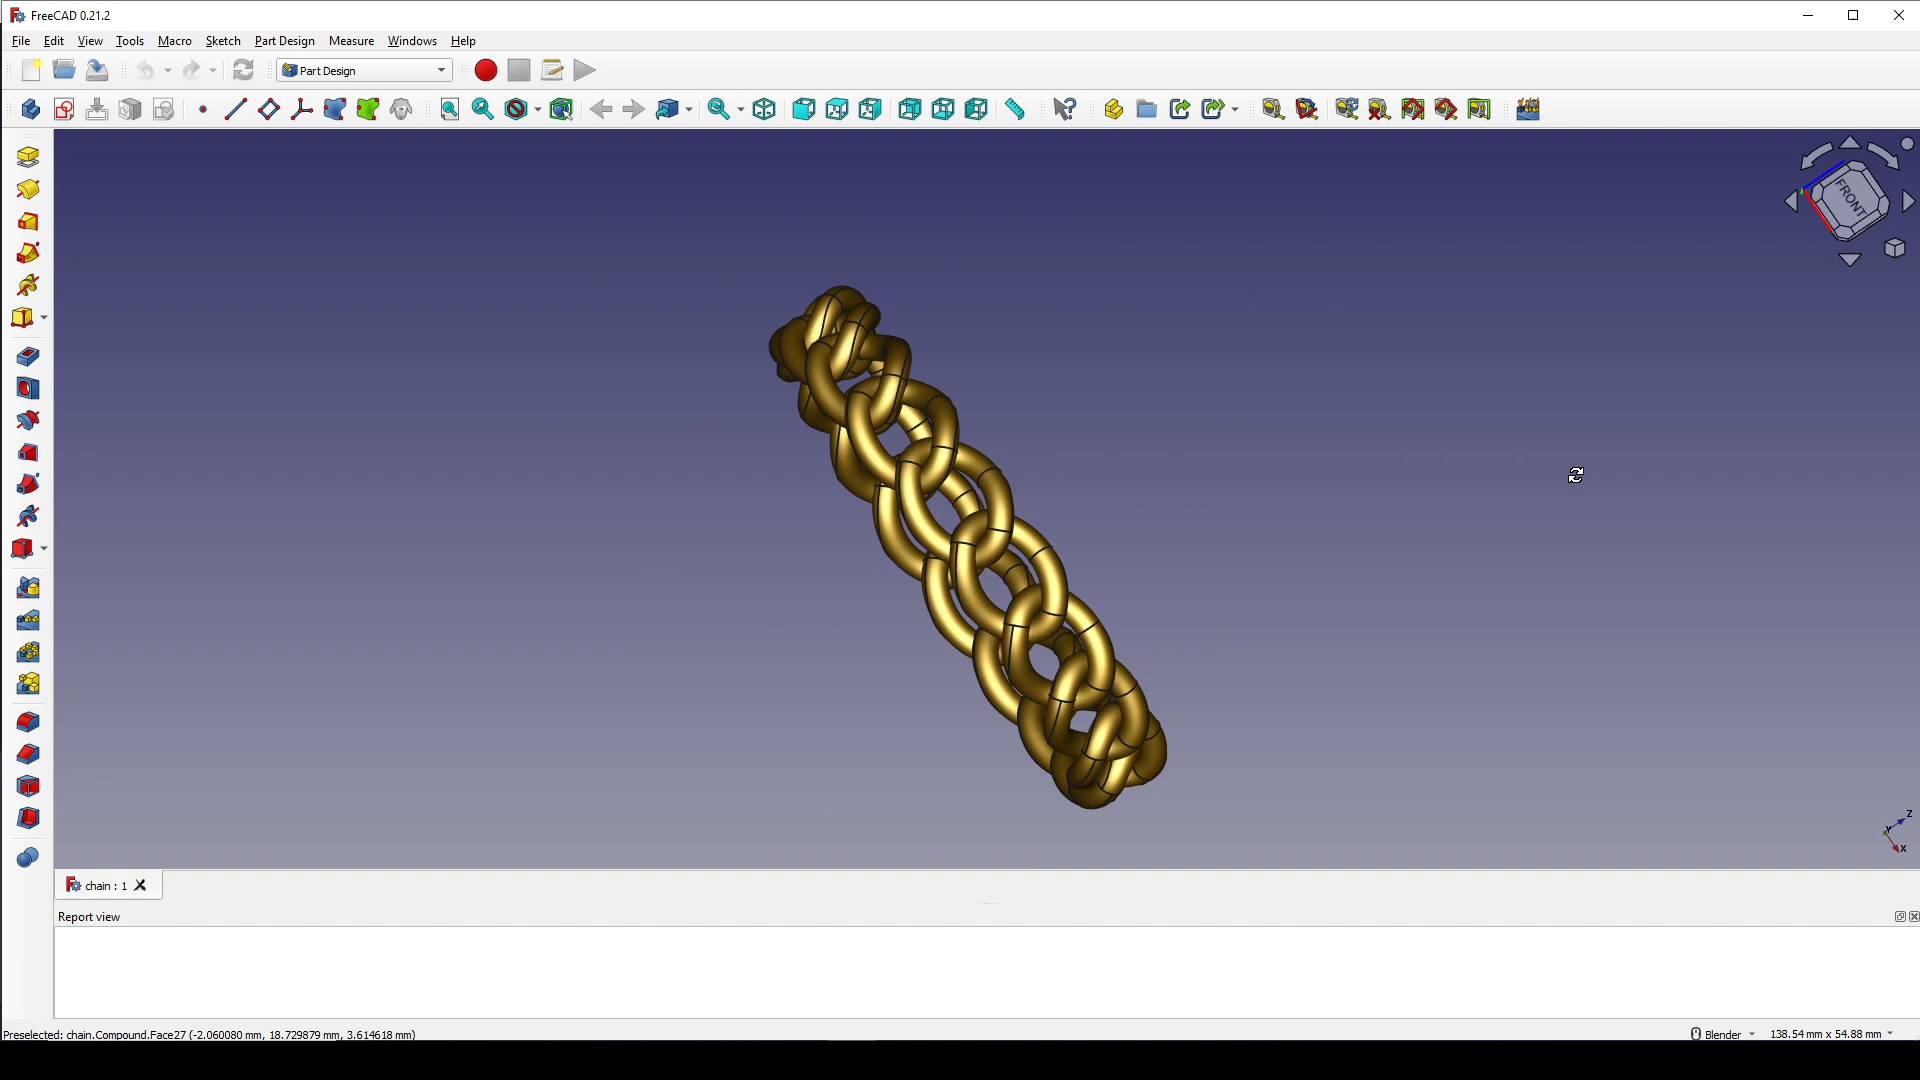 FreeCAD 0.21.2
File Edit View Tools Macro Sketch Part Design Measure Windows Help
Part Design
FRONT
Z
Y
X
chain : 1
Report view
Preselected: chain.Compound.Face27 (-2.060080 mm, 18.729879 mm, 3.614618 mm)
Blender 138.54 mm x 54.88 mm